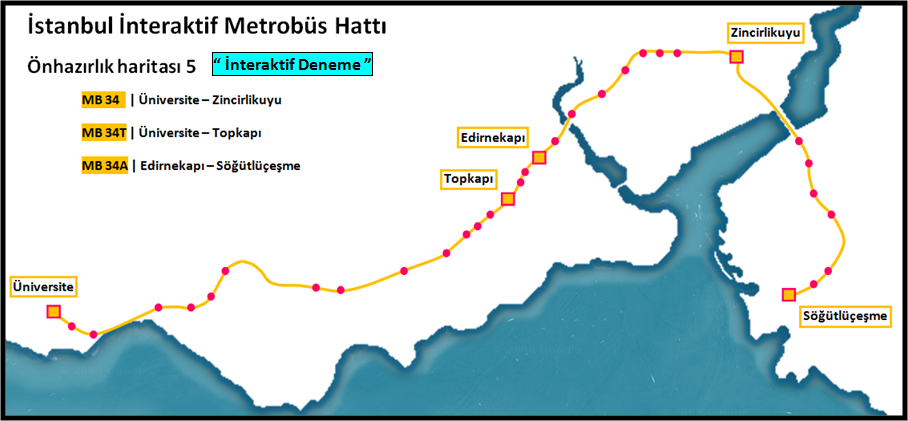 İstanbul İnteraktif Metrobüs Hattı
Önhazırlık haritası 5 “ İnteraktif Deneme ”
MB 34 | Üniversite – Zincirlikuyu
MB 34T | Üniversite – Topkapı
MB 34A | Edirnekapı – Söğütlüçeşme
Zincirlikuyu
Edirnekapı
Topkapı
Üniversite
Söğütlüçeşme